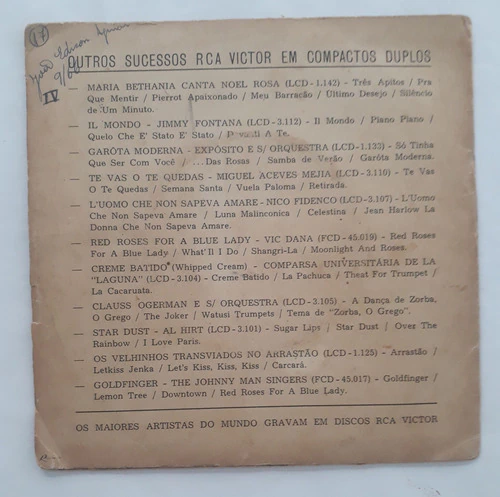 17
João Edison
9/66
IV
OUTROS SUCESSOS RCA VICTOR EM COMPACTOS DUPLOS
— MARIA BETHANIA CANTA NOEL ROSA (LCD-1.142) - Três Apitos / Pra
Que Mentir / Pierrot Apaixonado / Meu Barracão / Último Desejo / Silêncio
de Um Minuto.
— IL MONDO - JIMMY FONTANA (LCD-3.112) - Il Mondo / Piano Piano /
Quelo Che E' Stato E' Stato / A Te.
— GARÔTA MODERNA - EXPÓSITO E S/ ORQUESTRA (LCD-1.133) - Só Tinha
Que Ser Com Você / ...Das Rosas / Samba de Verão / Garôta Moderna.
— TE VAS O TE QUEDAS - MIGUEL ACEVES MEJIA (LCD-3.110) - Te Vas
O Te Quedas / Semana Santa / Vuela Paloma / Retirada.
— L'UOMO CHE NON SAPEVA AMARE - NICO FIDENCO (LCD-3.107) - L'Uomo
Che Non Sapeva Amare / Luna Malinconica / Celestina / Jean Harlow La
Donna Che Non Sapeva Amare.
— RED ROSES FOR A BLUE LADY - VIC DANA (FCD-45.019) - Red Roses
For A Blue Lady / What'll I Do / Shangri-La / Moonlight And Roses.
— CREME BATIDO (Whipped Cream) - COMPARSA UNIVERSITÁRIA DE LA
"LAGUNA" (LCD-3.104) - Creme Batido / La Pachuca / Theat For Trumpet /
La Cacaruata.
— CLAUSS OGERMAN E S/ ORQUESTRA (LCD-3.105) - A Dança de Zorba,
O Grego / The Joker / Watusi Trumpets / Tema de "Zorba, O Grego".
— STAR DUST - AL HIRT (LCD-3.101) - Sugar Lips / Star Dust / Over The
Rainbow / I Love Paris.
— OS VELHINHOS TRANSVIADOS NO ARRASTÃO (LCD-1.125) - Arrastão /
Letkiss Jenka / Let's Kiss, Kiss, Kiss / Carcará.
— GOLDFINGER - THE JOHNNY MAN SINGERS (FCD-45.017) - Goldfinger /
Lemon Tree / Downtown / Red Roses For A Blue Lady.
OS MAIORES ARTISTAS DO MUNDO GRAVAM EM DISCOS RCA VICTOR